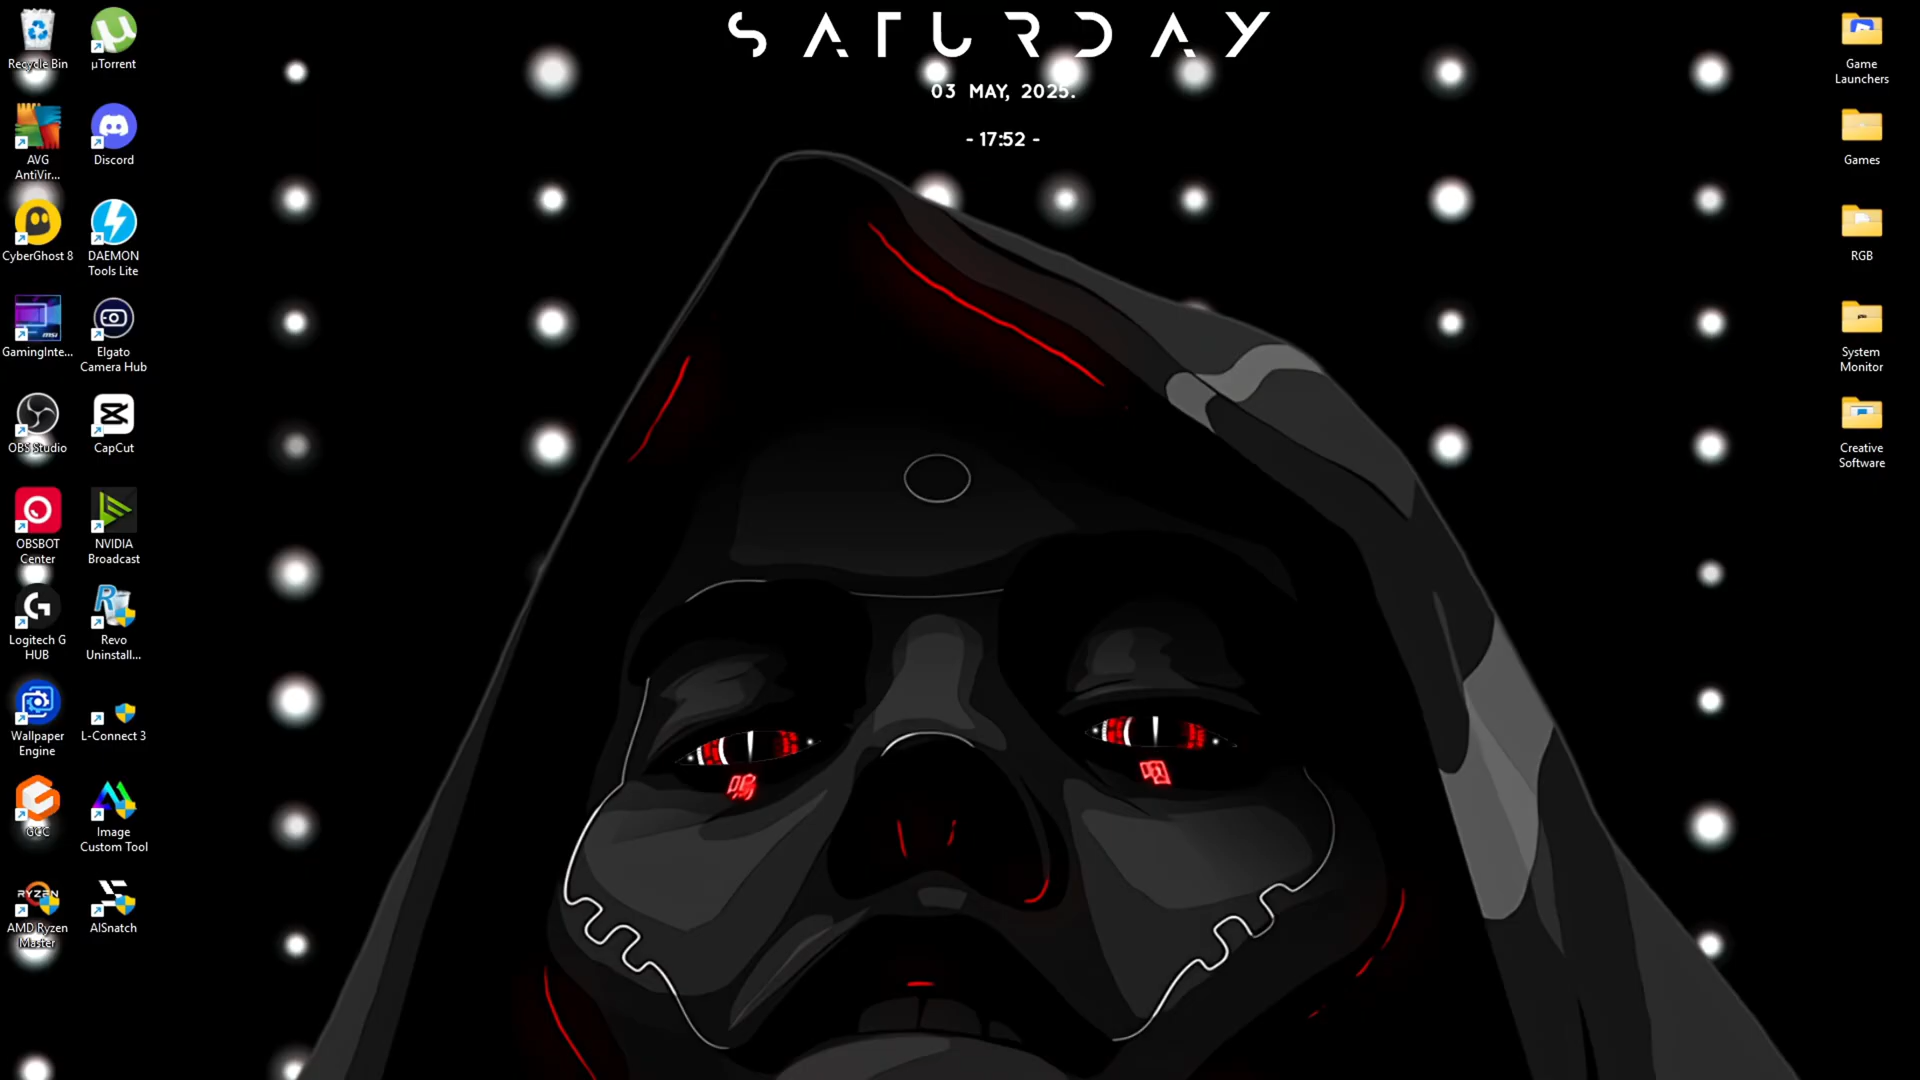 SATURDAY
03 MAY, 2025.
- 17:52 -
Recycle Bin
µTorrent
AVG
AntiVir...
Discord
CyberGhost 8
DAEMON
Tools Lite
GamingInte...
Elgato
Camera Hub
OBS Studio
CapCut
OBSBOT
Center
NVIDIA
Broadcast
Logitech G
HUB
Revo
Uninstall...
Wallpaper
Engine
L-Connect 3
GCC
Image
Custom Tool
RYZEN
AMD Ryzen
Master
AISnatch
Game
Launchers
Games
RGB
System
Monitor
Creative
Software